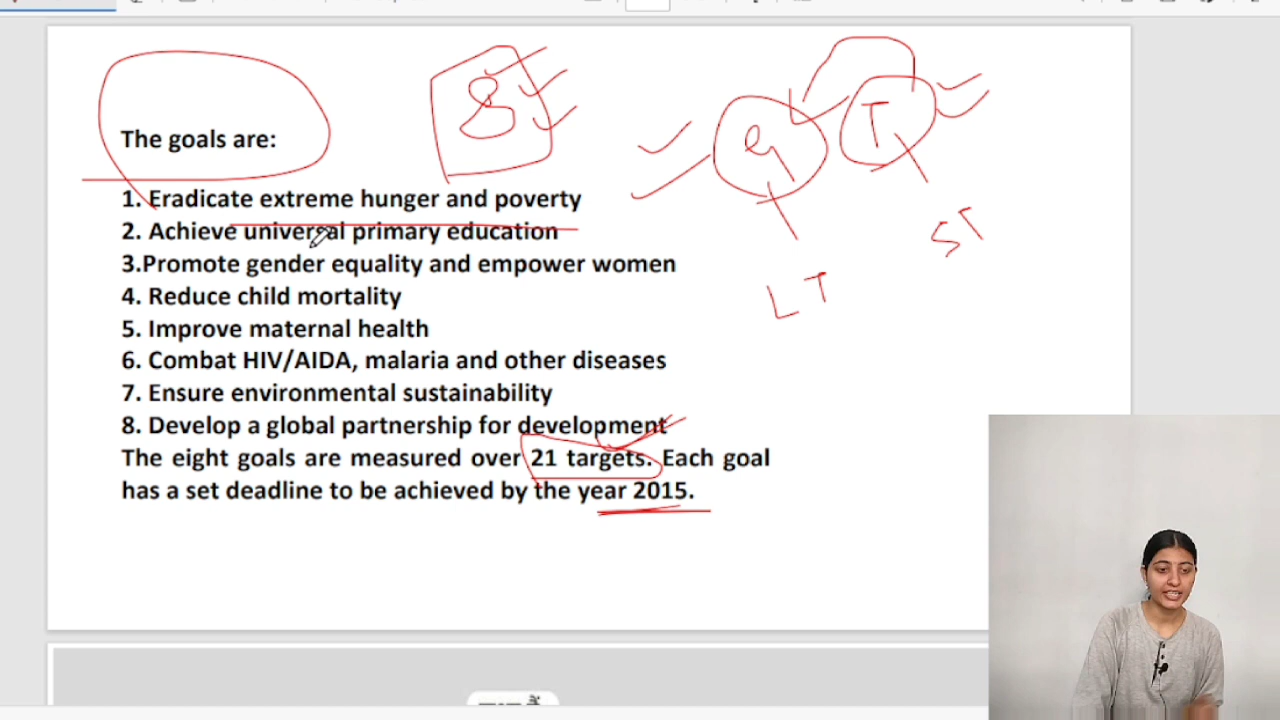 8
G T
The goals are:
1. Eradicate extreme hunger and poverty
2. Achieve universal primary education
ST
3.Promote gender equality and empower women
4. Reduce child mortality
LT
5. Improve maternal health
6. Combat HIV/AIDA, malaria and other diseases
7. Ensure environmental sustainability
8. Develop a global partnership for development
The eight goals are measured over 21 targets. Each goal
has a set deadline to be achieved by the year 2015.